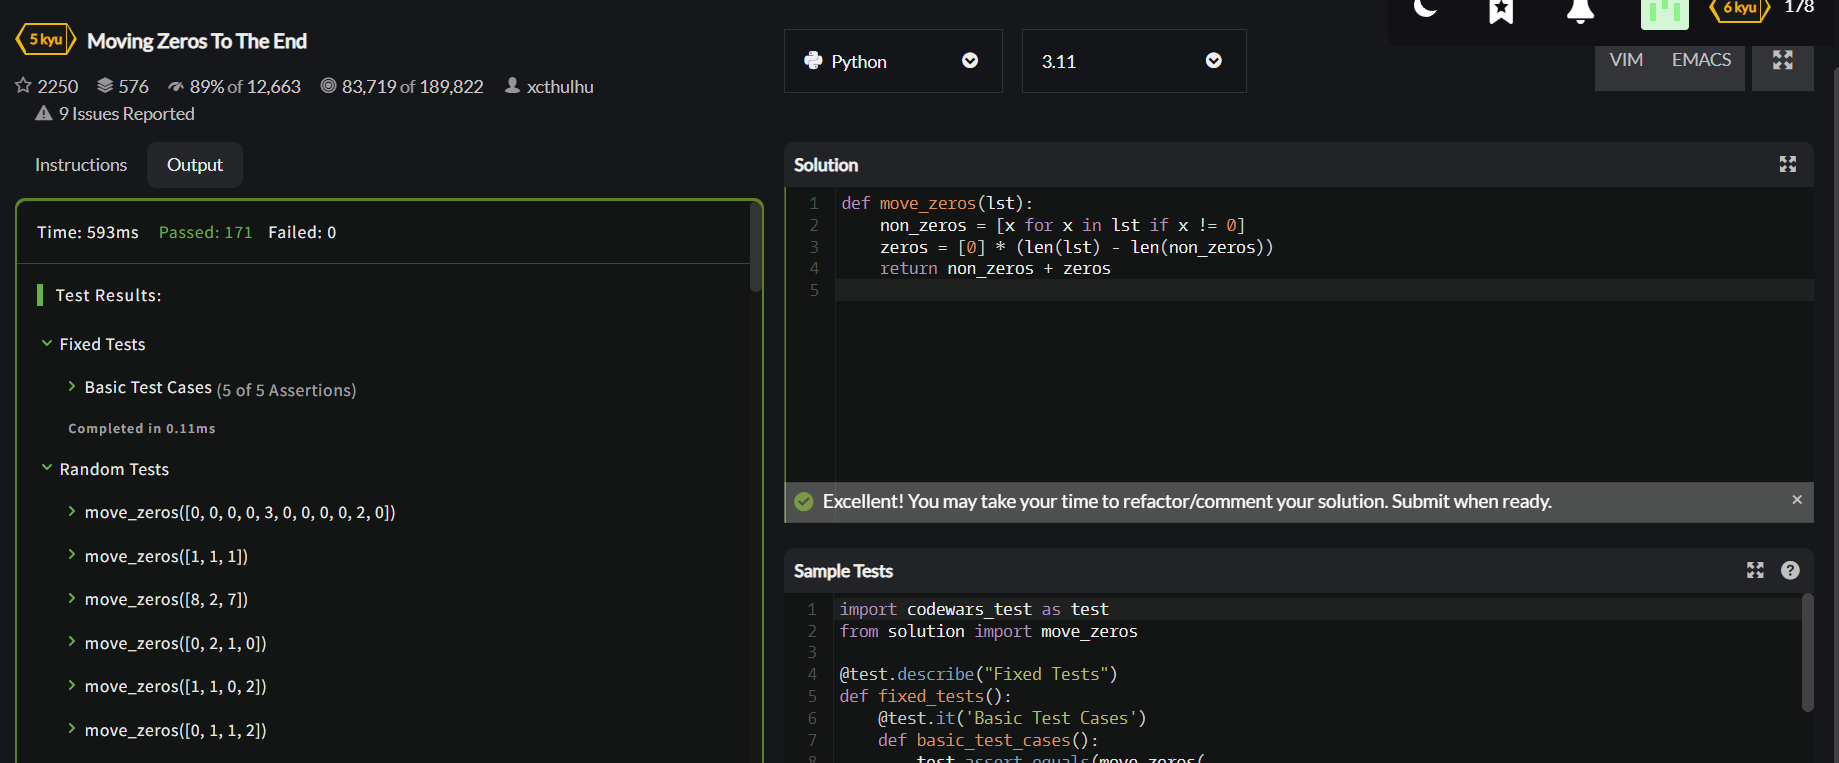 5 kyu Moving Zeros To The End
2250 576 89% of 12,663 83,719 of 189,822 xcthulhu
9 Issues Reported
Instructions Output
Time: 593ms Passed: 171 Failed: 0
Test Results:
Fixed Tests
Basic Test Cases (5 of 5 Assertions)
Completed in 0.11ms
Random Tests
move_zeros([0, 0, 0, 0, 3, 0, 0, 0, 0, 2, 0])
move_zeros([1, 1, 1])
move_zeros([8, 2, 7])
move_zeros([0, 2, 1, 0])
move_zeros([1, 1, 0, 2])
move_zeros([0, 1, 1, 2])
6 kyu 178
Python 3.11 VIM EMACS
Solution
1 def move_zeros(lst):
2 non_zeros = [x for x in lst if x != 0]
3 zeros = [0] * (len(lst) - len(non_zeros))
4 return non_zeros + zeros
5
Excellent! You may take your time to refactor/comment your solution. Submit when ready. ×
Sample Tests ?
1 import codewars_test as test
2 from solution import move_zeros
3
4 @test.describe("Fixed Tests")
5 def fixed_tests():
6 @test.it('Basic Test Cases')
7 def basic_test_cases():
8 test.assert_equals(move_zeros(